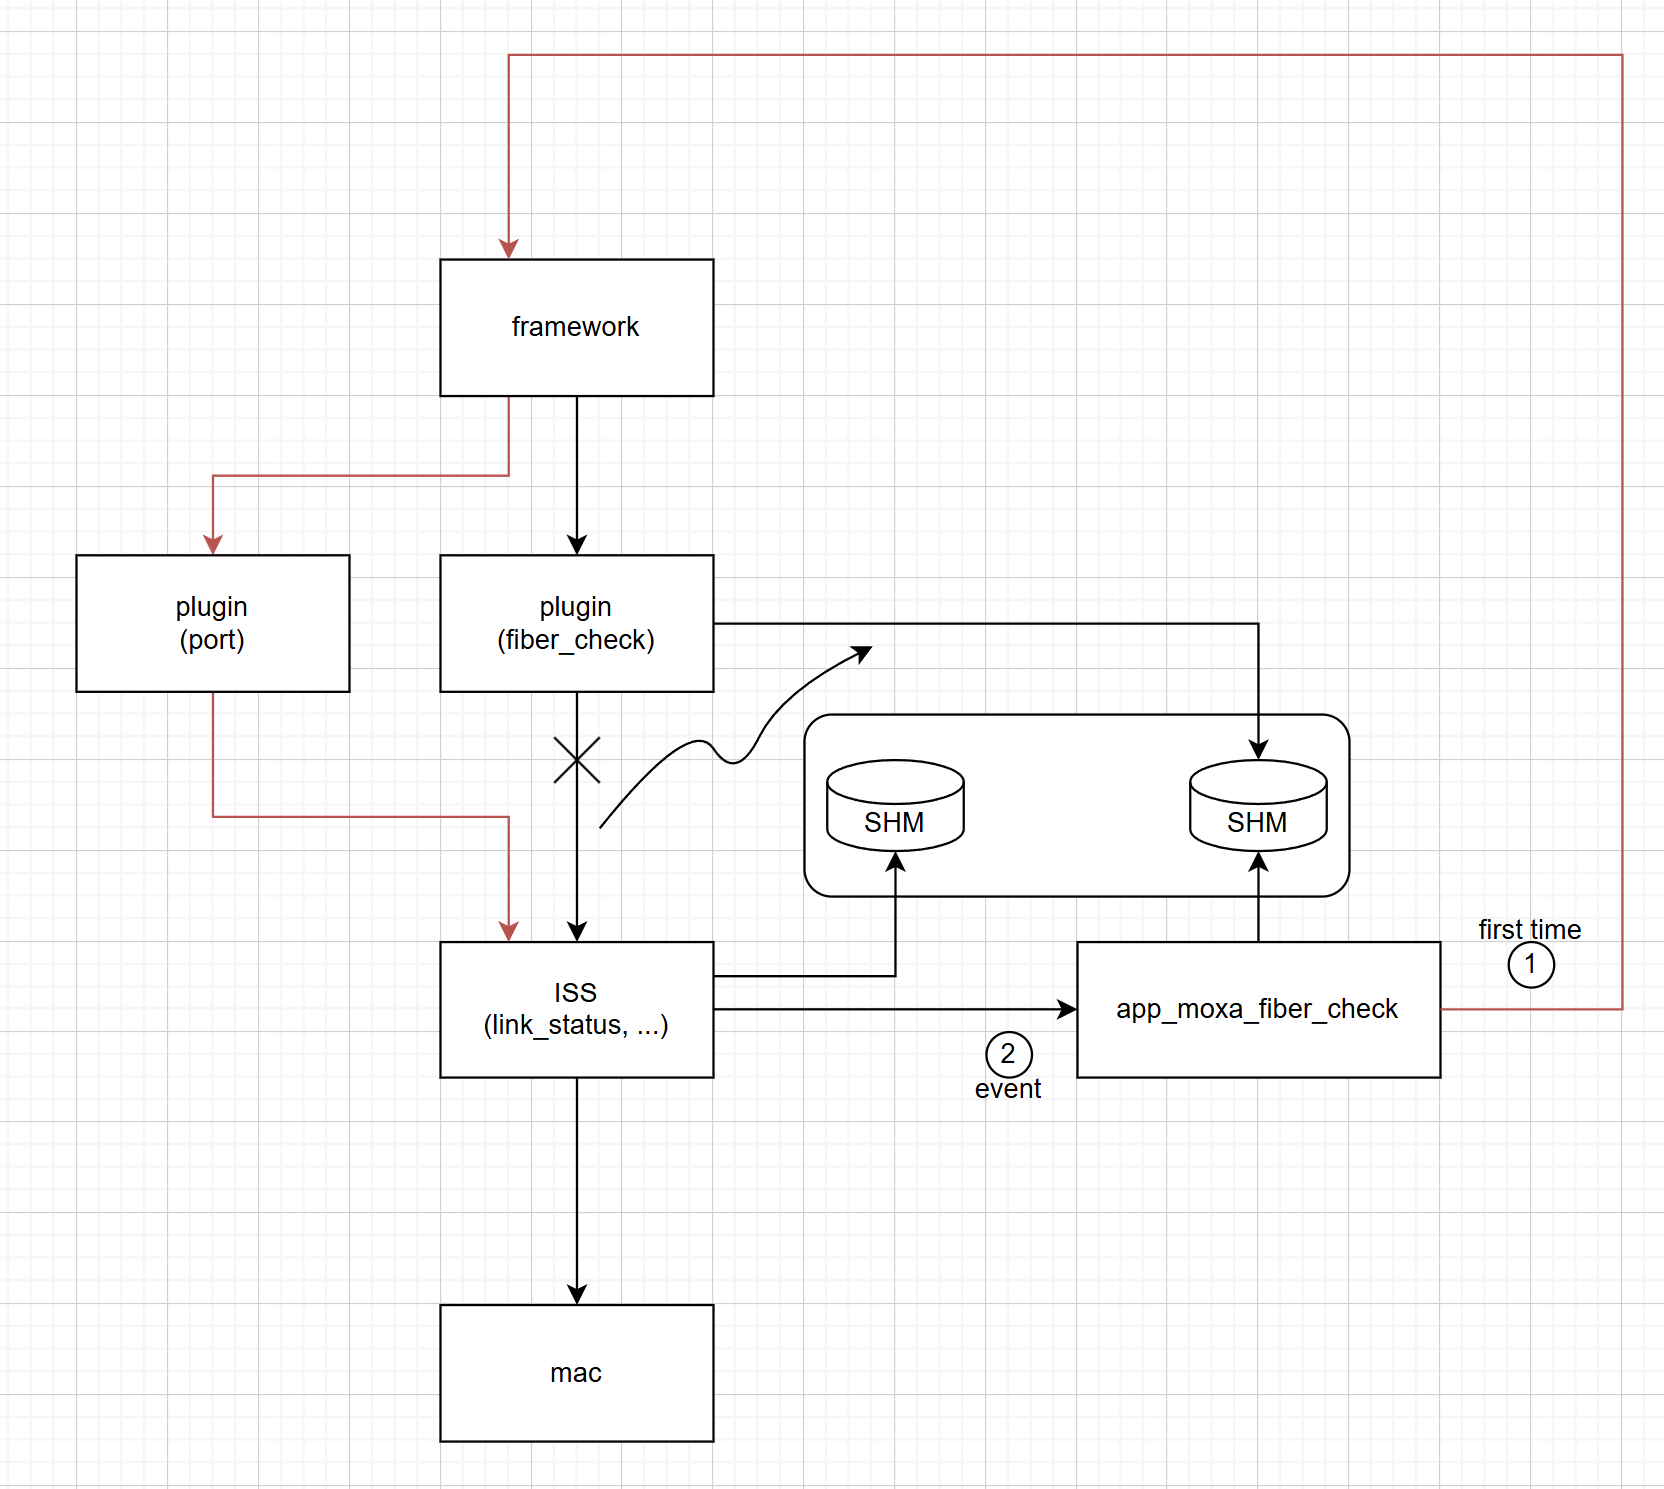 framework
plugin
(port)
plugin
(fiber_check)
SHM
SHM
first time
1
ISS
(link_status, ...)
app_moxa_fiber_check
2
event
mac